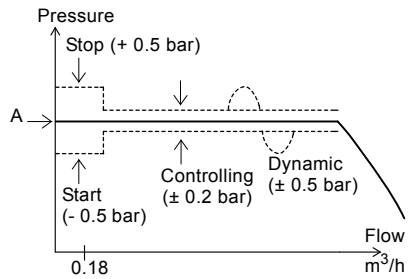 Pressure
Stop (+ 0.5 bar)
A
Start
(- 0.5 bar)
Controlling
(± 0.2 bar)
Dynamic
(± 0.5 bar)
Flow
m³/h
0.18